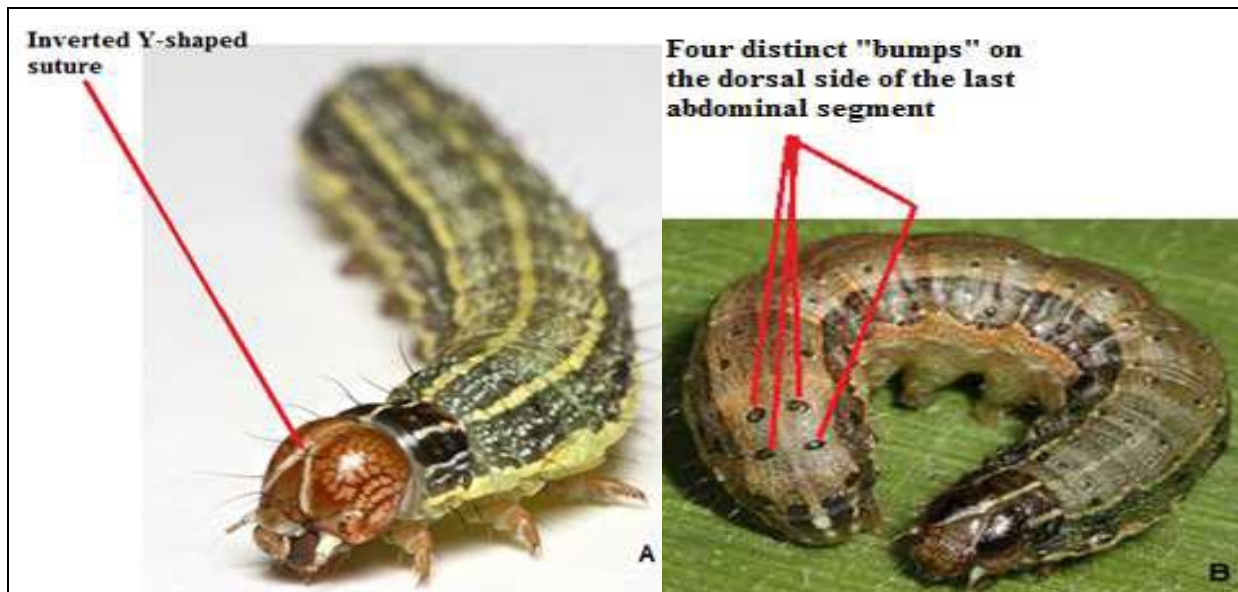 Inverted Y-shaped
suture
Four distinct "bumps" on
the dorsal side of the last
abdominal segment
A
B